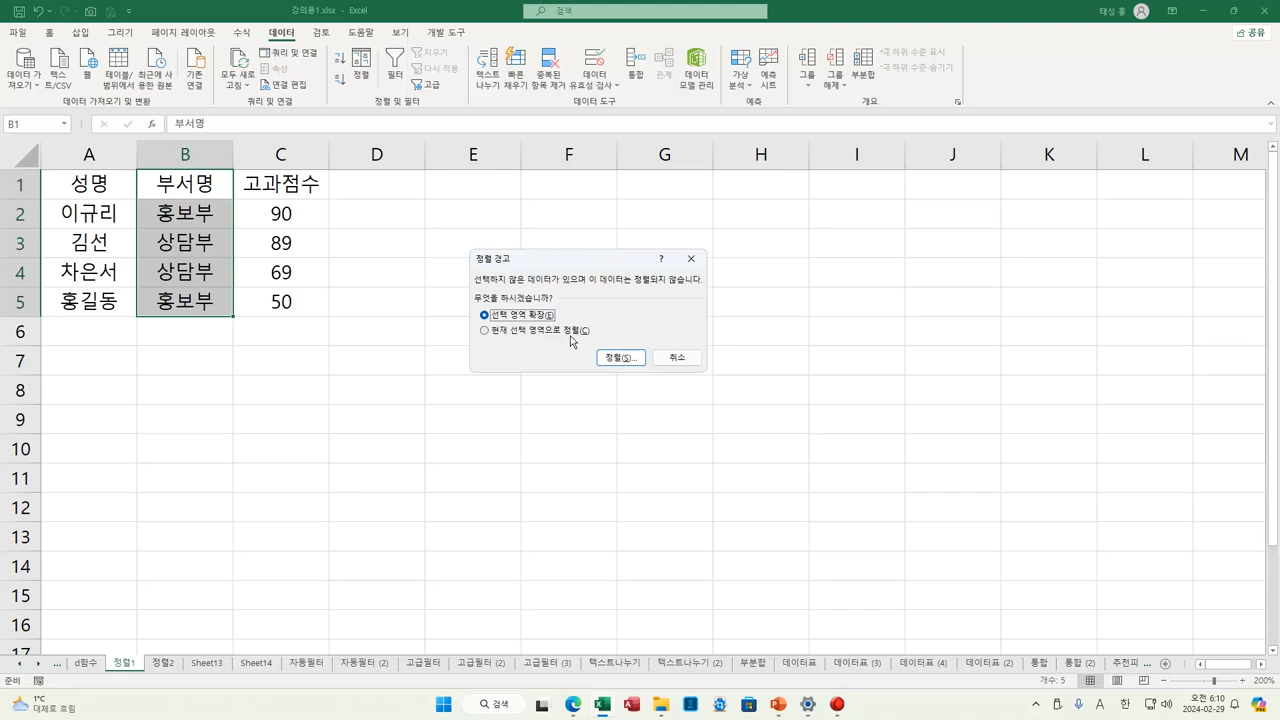 강의용1.xlsx - Excel
검색
태성 홍
파일 홈 삽입 그리기 페이지 레이아웃 수식 데이터 검토 도움말 보기 개발 도구
공유
데이터 가져오기
텍스트/CSV
웹
테이블/범위에서
최근에 사용한 원본
기존 연결
모두 새로 고침
쿼리 및 연결
속성
연결 편집
정렬
필터
지우기
다시 적용
고급
텍스트 나누기
빠른 채우기
중복된 항목 제거
데이터 유효성 검사
통합
관계
데이터 모델 관리
가상 분석
예측 시트
그룹
그룹 해제
부분합
하위 수준 표시
하위 수준 숨기기
데이터 가져오기 및 변환
쿼리 및 연결
정렬 및 필터
데이터 도구
예측
개요
B1
fx
부서명
A B C D E F G H I J K L M
1 성명 부서명 고과점수
2 이규리 홍보부 90
3 김선 상담부 89
4 차은서 상담부 69
5 홍길동 홍보부 50
6
7
8
9
10
11
12
13
14
15
16
17
정렬 경고
?
선택하지 않은 데이터가 있으며 이 데이터는 정렬되지 않습니다.
무엇을 하시겠습니까?
선택 영역 확장(E)
현재 선택 영역으로 정렬(C)
정렬(S)...
취소
... d함수 정렬1 정렬2 Sheet13 Sheet14 자동필터 자동필터 (2) 고급필터 고급필터 (2) 고급필터 (3) 텍스트나누기 텍스트나누기 (2) 부분합 데이터표 데이터표 (3) 데이터표 (4) 데이터표 (2) 통합 통합 (2) 추천피 ...
준비
개수: 5
200%
1°C
대체로 흐림
검색
A 한
오후 6:10
2024-02-29